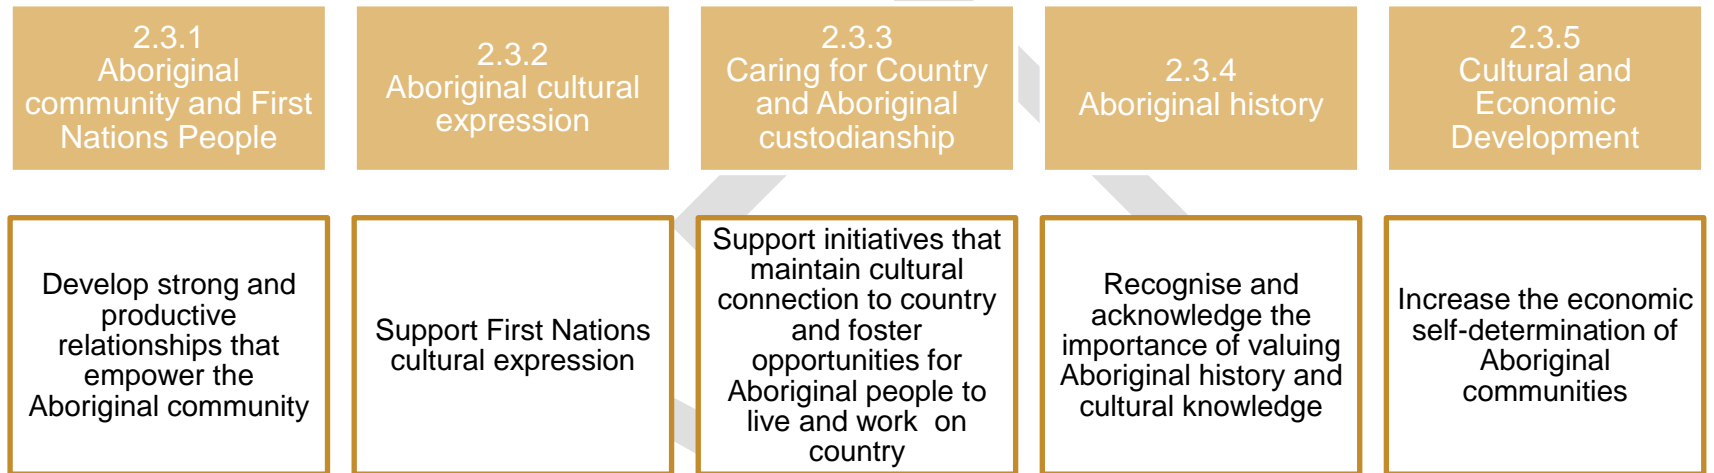 2.3.1
Aboriginal
community and First
Nations People
2.3.2
Aboriginal cultural
expression
2.3.3
Caring for Country
and Aboriginal
custodianship
2.3.4
Aboriginal history
2.3.5
Cultural and
Economic
Development
Develop strong and
productive
relationships that
empower the
Aboriginal community
Support First Nations
cultural expression
Support initiatives that
maintain cultural
connection to country
and foster
opportunities for
Aboriginal people to
live and work on
country
Recognise and
acknowledge the
importance of valuing
Aboriginal history and
cultural knowledge
Increase the economic
self-determination of
Aboriginal
communities